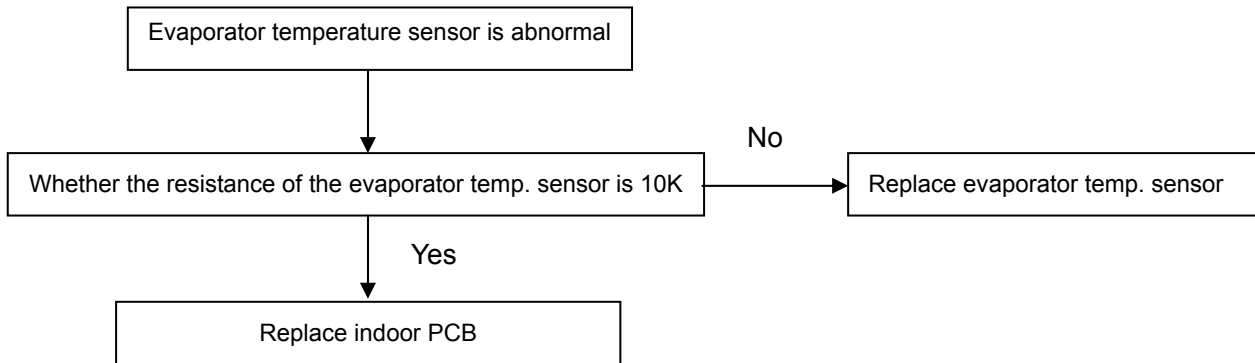 Evaporator temperature sensor is abnormal
No
Whether the resistance of the evaporator temp. sensor is 10K
Replace evaporator temp. sensor
Yes
Replace indoor PCB